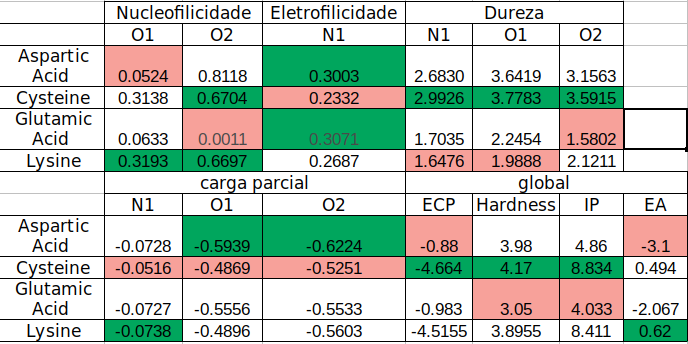 Nucleofilicidade Eletrofilicidade Dureza
O1 O2 N1 N1 O1 O2
Aspartic
Acid 0.0524 0.8118 0.3003 2.6830 3.6419 3.1563
Cysteine 0.3138 0.6704 0.2332 2.9926 3.7783 3.5915
Glutamic
Acid 0.0633 0.0011 0.3071 1.7035 2.2454 1.5802
Lysine 0.3193 0.6697 0.2687 1.6476 1.9888 2.1211
carga parcial global
N1 O1 O2 ECP Hardness IP EA
Aspartic
Acid -0.0728 -0.5939 -0.6224 -0.88 3.98 4.86 -3.1
Cysteine -0.0516 -0.4869 -0.5251 -4.664 4.17 8.834 0.494
Glutamic
Acid -0.0727 -0.5556 -0.5533 -0.983 3.05 4.033 -2.067
Lysine -0.0738 -0.4896 -0.5603 -4.5155 3.8955 8.411 0.62